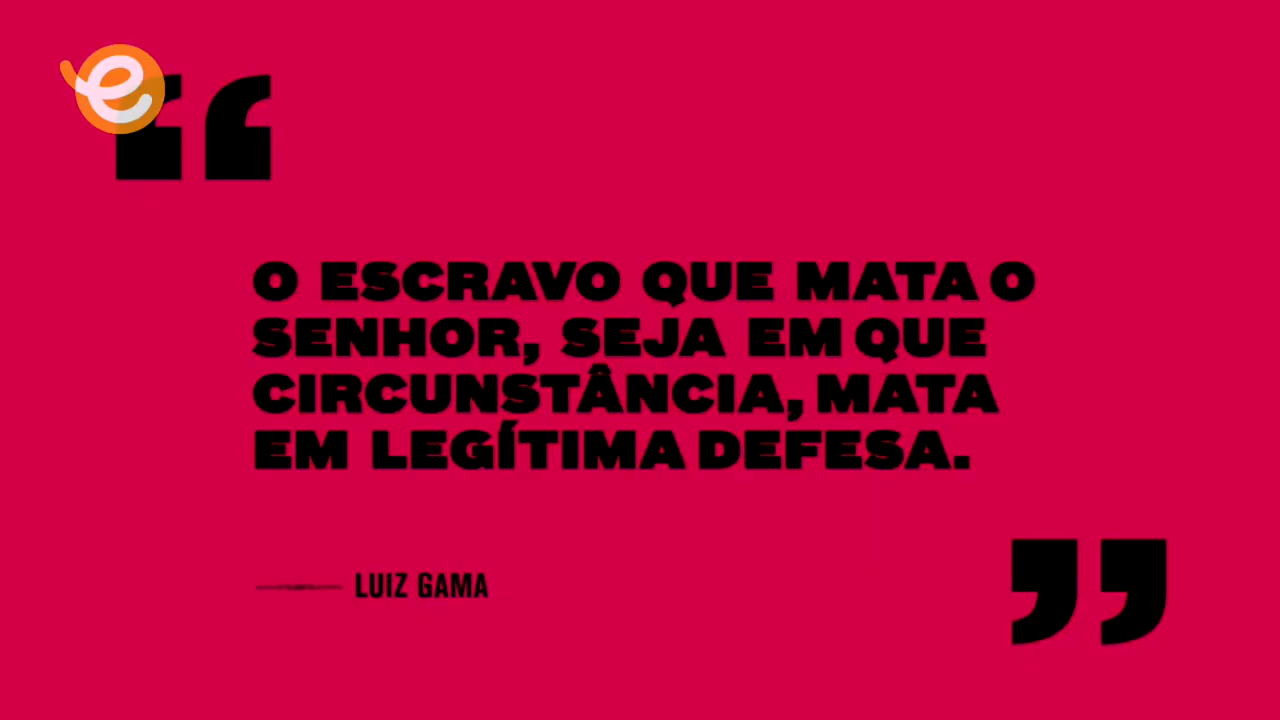 e
“
O ESCRAVO QUE MATA O
SENHOR, SEJA EM QUE
CIRCUNSTÂNCIA, MATA
EM LEGÍTIMA DEFESA.
”
— LUIZ GAMA